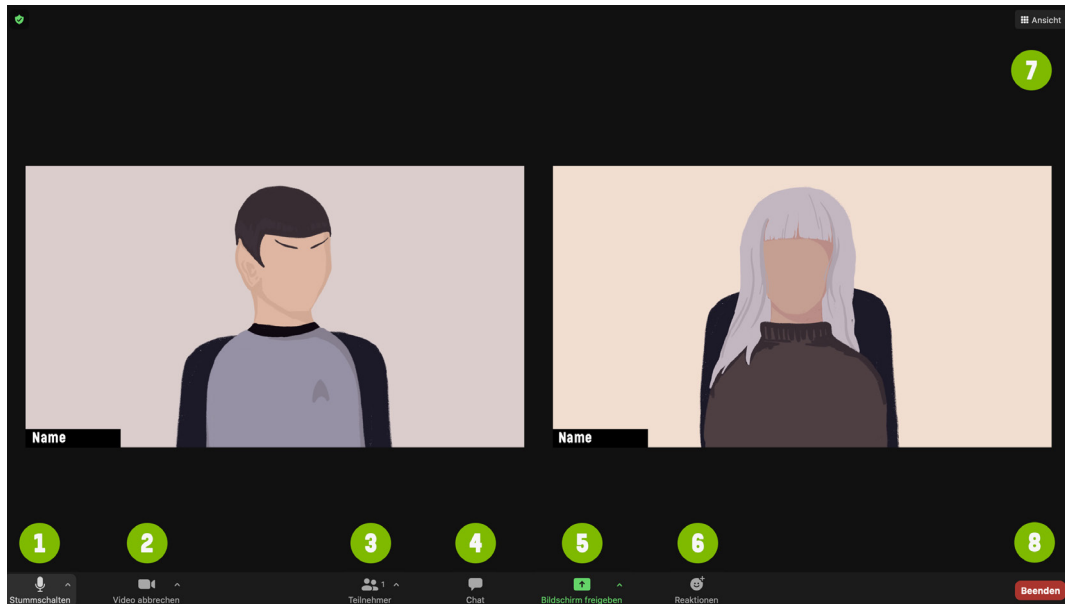 Ansicht
7
Name
Name
1
2
3
4
5
6
8
1
Stummschalten
Video abbrechen
Teilnehmer
Chat
Bildschirm freigeben
Reaktionen
Beenden